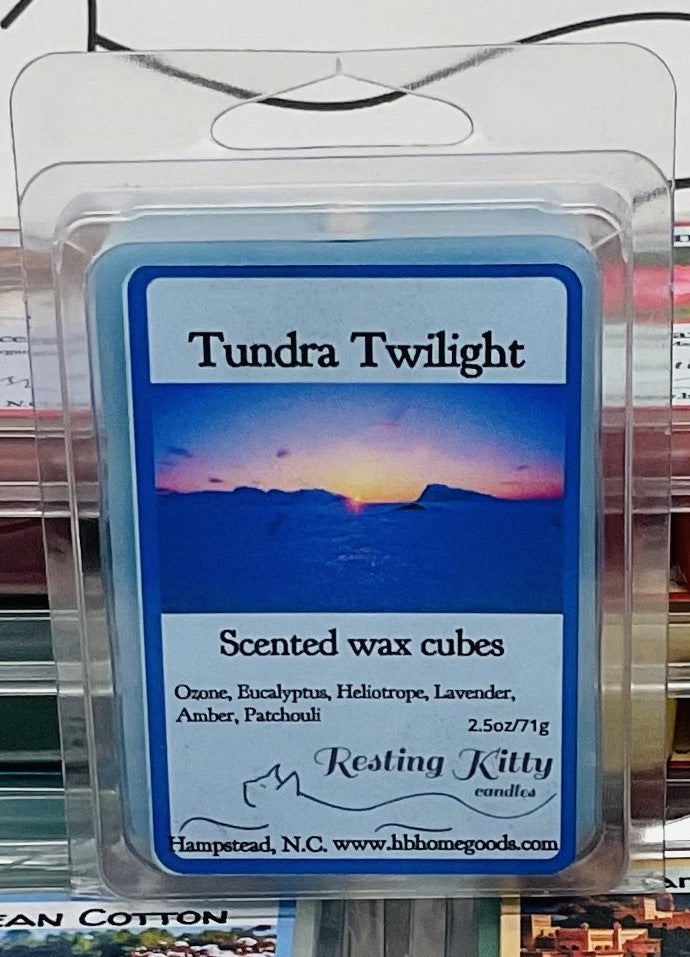 Tundra Twilight
Scented wax cubes
Ozone, Eucalyptus, Heliotrope, Lavender,
Amber, Patchouli
2.5oz/71g
Resting Kitty
candles
Hampstead, N.C. www.hbhomegoods.com
EAN COTTON